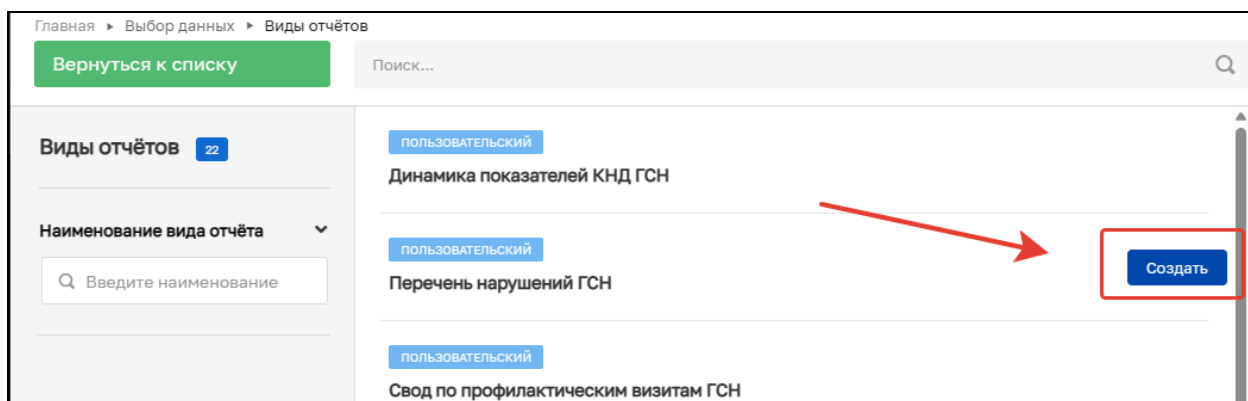 Главная ▸ Выбор данных ▸ Виды отчётов
Вернуться к списку
Поиск...
Виды отчётов 22
Наименование вида отчёта
Введите наименование
ПОЛЬЗОВАТЕЛЬСКИЙ
Динамика показателей КНД ГСН
ПОЛЬЗОВАТЕЛЬСКИЙ
Перечень нарушений ГСН
Создать
ПОЛЬЗОВАТЕЛЬСКИЙ
Свод по профилактическим визитам ГСН